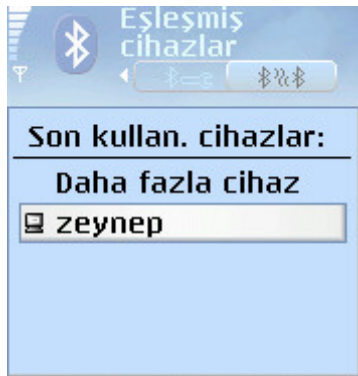 Eşleşmiş
cihazlar
Son kullan. cihazlar:
Daha fazla cihaz
zeynep